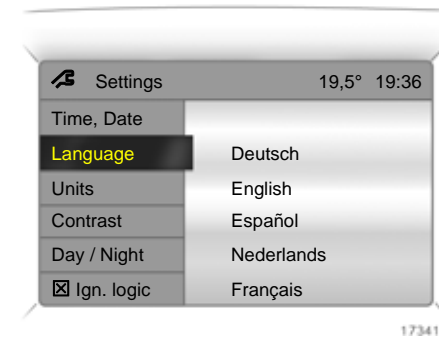 Settings 19,5° 19:36
Time, Date
Language Deutsch
Units English
Contrast Español
Day / Night Nederlands
Ign. logic Français
17341